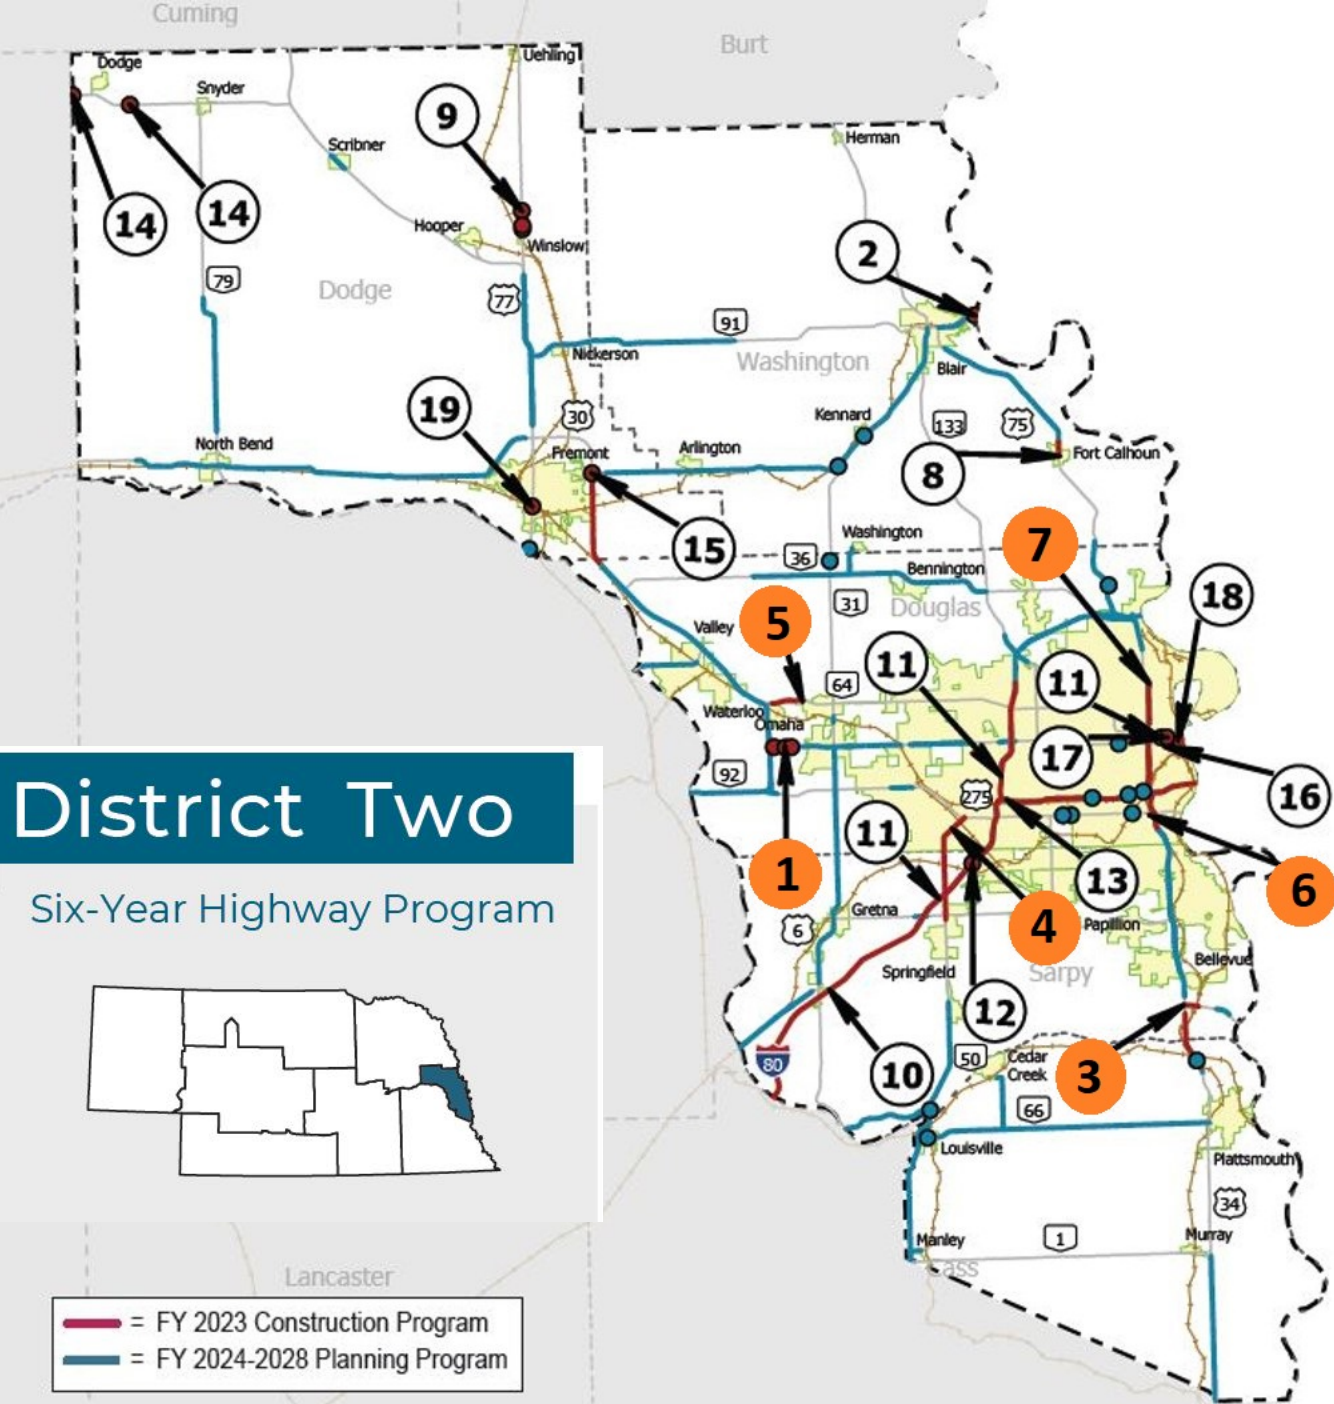 Cuming
Burt
Dodge
Uehling
Snyder
9
Herman
Scribner
14
14
Hooper
Winslow
2
79
Dodge
77
91
Nickerson
Washington
Blair
19
30
Kennard
133
75
North Bend
Fremont
Arlington
Fort Calhoun
8
15
36
Washington
7
Bennington
18
31
Douglas
5
Valley
11
11
64
Waterloo
Omaha
17
92
275
16
District Two
11
1
13
6
Six-Year Highway Program
Gretna
4
Papillion
6
Springfield
Sarpy
Bellevue
12
80
10
50
Cedar
Creek
3
66
Louisville
Plattsmouth
34
Manley
1
Murray
ass
Lancaster
= FY 2023 Construction Program
= FY 2024-2028 Planning Program